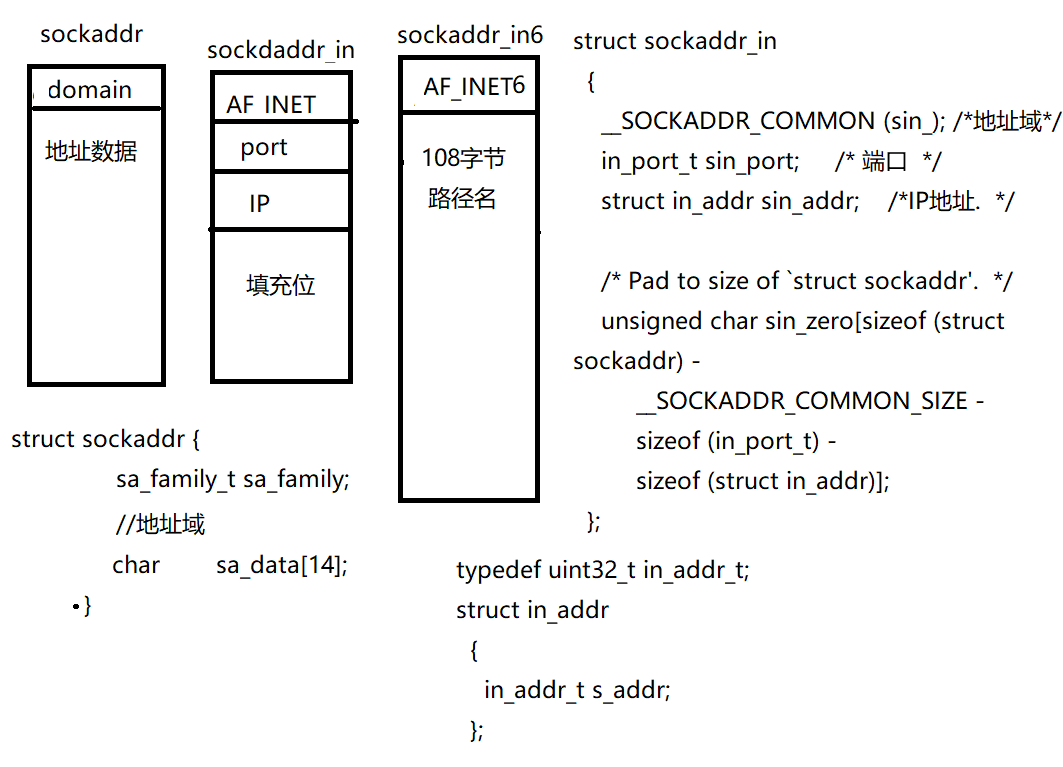 sockaddr
domain
地址数据
sockdaddr_in
AF_INET
port
IP
填充位
sockaddr_in6
AF_INET6
108字节
路径名
struct sockaddr {
sa_family_t sa_family;
//地址域
char sa_data[14];
}
struct sockaddr_in
{
__SOCKADDR_COMMON (sin_); /*地址域*/
in_port_t sin_port; /* 端口 */
struct in_addr sin_addr; /*IP地址. */
/* Pad to size of `struct sockaddr'. */
unsigned char sin_zero[sizeof (struct
sockaddr) -
__SOCKADDR_COMMON_SIZE -
sizeof (in_port_t) -
sizeof (struct in_addr)];
};
typedef uint32_t in_addr_t;
struct in_addr
{
in_addr_t s_addr;
};